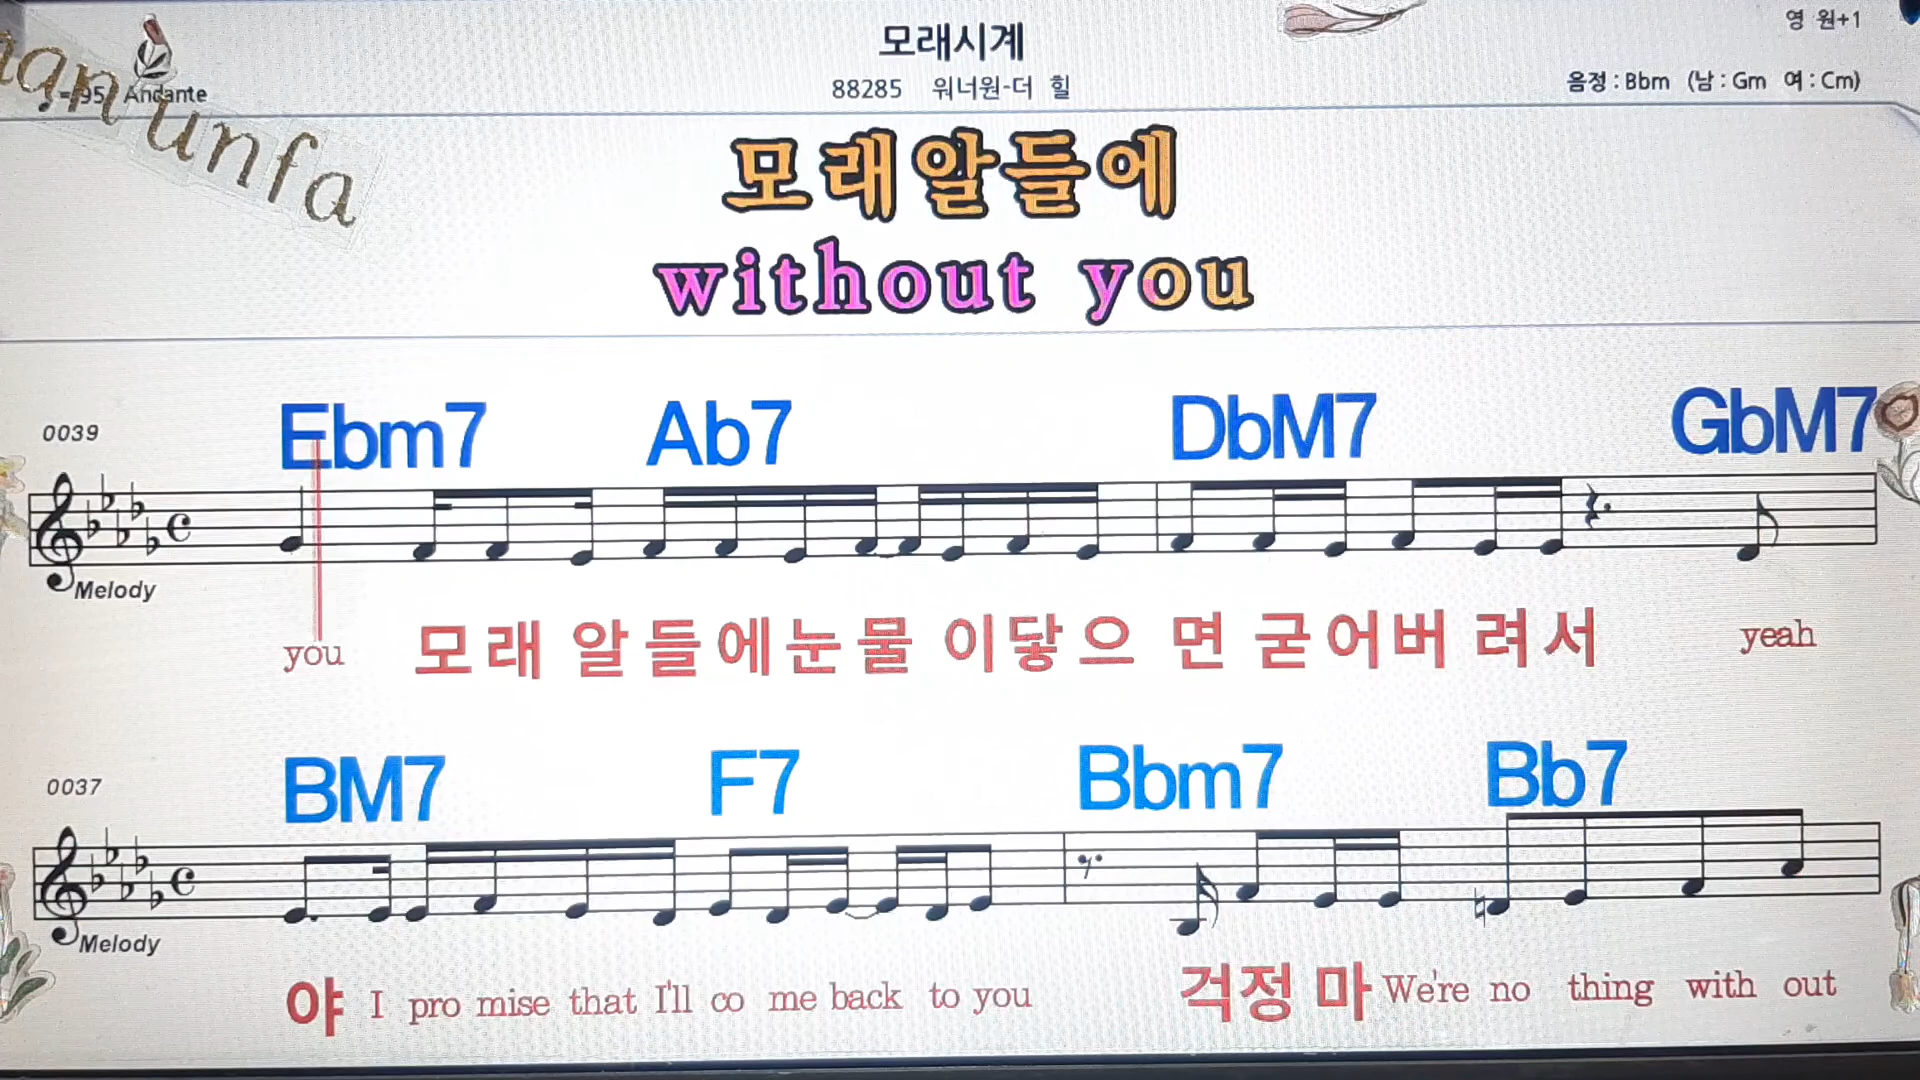 모래시계
영 원+1
88285 워너원-더 힐
음정 : Bbm (남 : Gm 여 : Cm)
=95 Andante
unfa
모래알들에
without you
0039
Ebm7 Ab7 DbM7 GbM7
Melody
you 모래 알들에눈물 이닿으 면 굳어버 려서 yeah
0037
BM7 F7 Bbm7 Bb7
Melody
야 I pro mise that I'll co me back to you 걱정 마 We're no thing with out